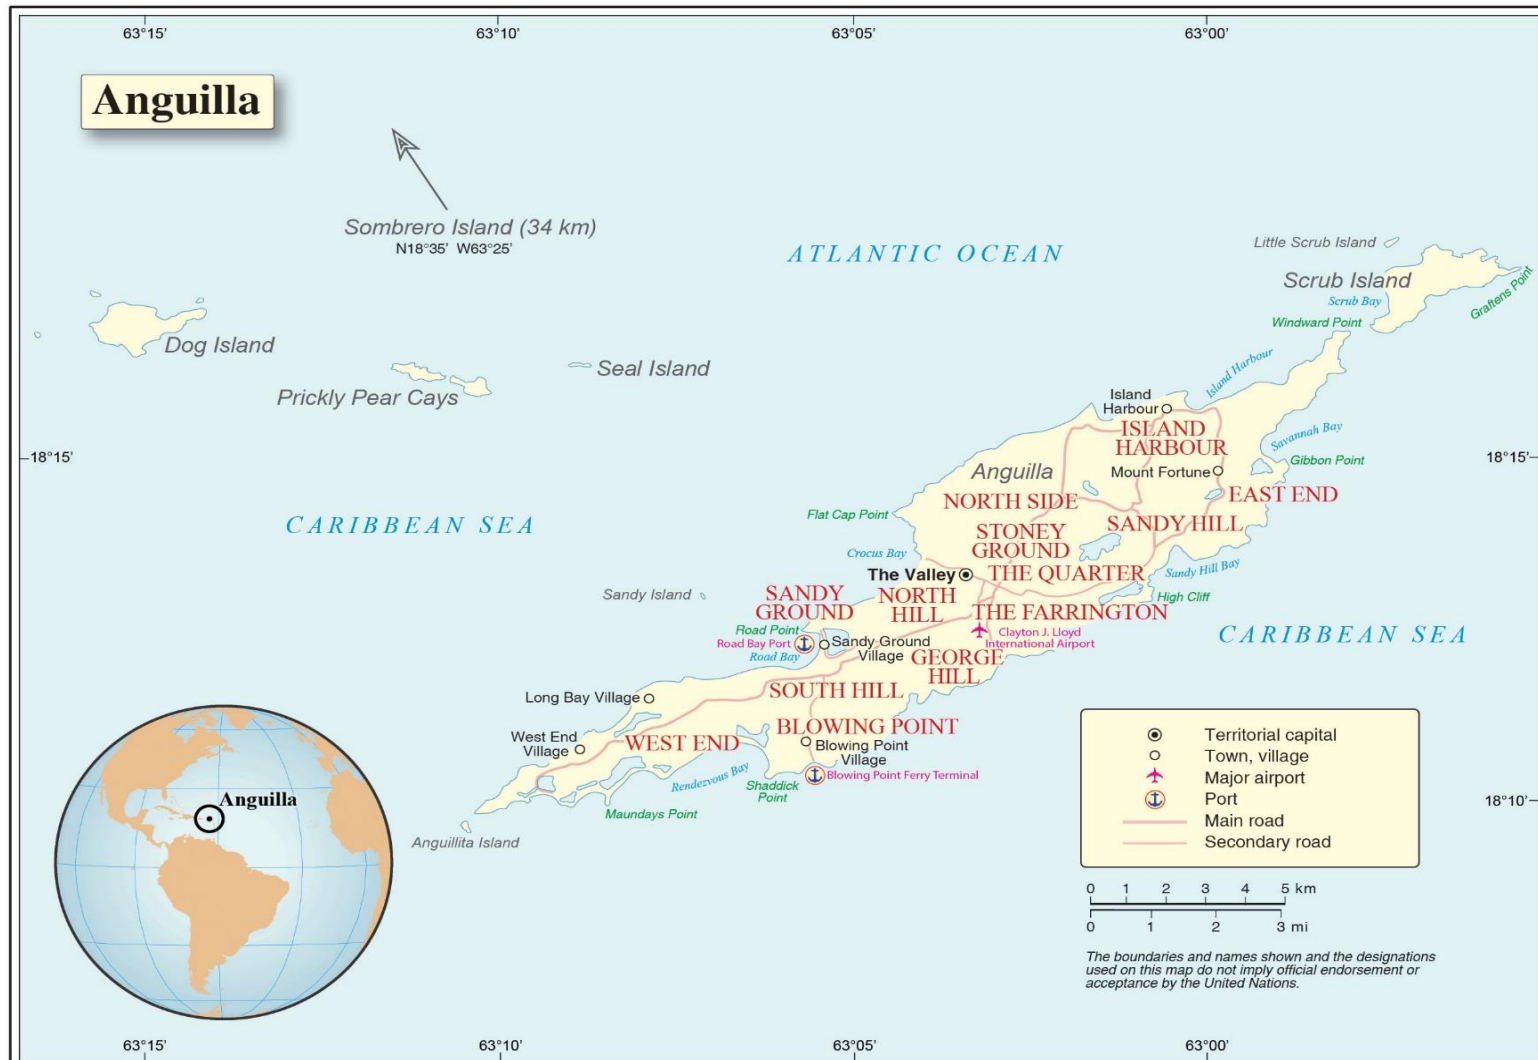 63°15'
63°10'
63°05'
63°00'
Anguilla
Sombrero Island (34 km)
N18°35' W63°25'
ATLANTIC OCEAN
Little Scrub Island
Scrub Island
Scrub Bay
Graftens Point
Windward Point
Dog Island
Prickly Pear Cays
Seal Island
Island Harbour
Island
Harbour
ISLAND
HARBOUR
Savannah Bay
Gibbon Point
18°15'
18°15'
Anguilla
Mount Fortune
NORTH SIDE
EAST END
Flat Cap Point
CARIBBEAN SEA
STONEY
GROUND
SANDY HILL
Crocus Bay
The Valley
THE QUARTER
Sandy Hill Bay
Sandy Island
SANDY
GROUND
NORTH
HILL
THE FARRINGTON
High Cliff
Road Point
Road Bay Port
Road Bay
Sandy Ground
Village
Clayton J. Lloyd
International Airport
CARIBBEAN SEA
GEORGE
HILL
SOUTH HILL
Long Bay Village
BLOWING POINT
West End
Village
WEST END
Blowing Point
Village
Rendezvous Bay
Shaddick
Point
Blowing Point Ferry Terminal
Maundays Point
Anguillita Island
18°10'
Anguilla
Territorial capital
Town, village
Major airport
Port
Main road
Secondary road
0 1 2 3 4 5 km
0 1 2 3 mi
The boundaries and names shown and the designations
used on this map do not imply official endorsement or
acceptance by the United Nations.
63°15'
63°10'
63°05'
63°00'